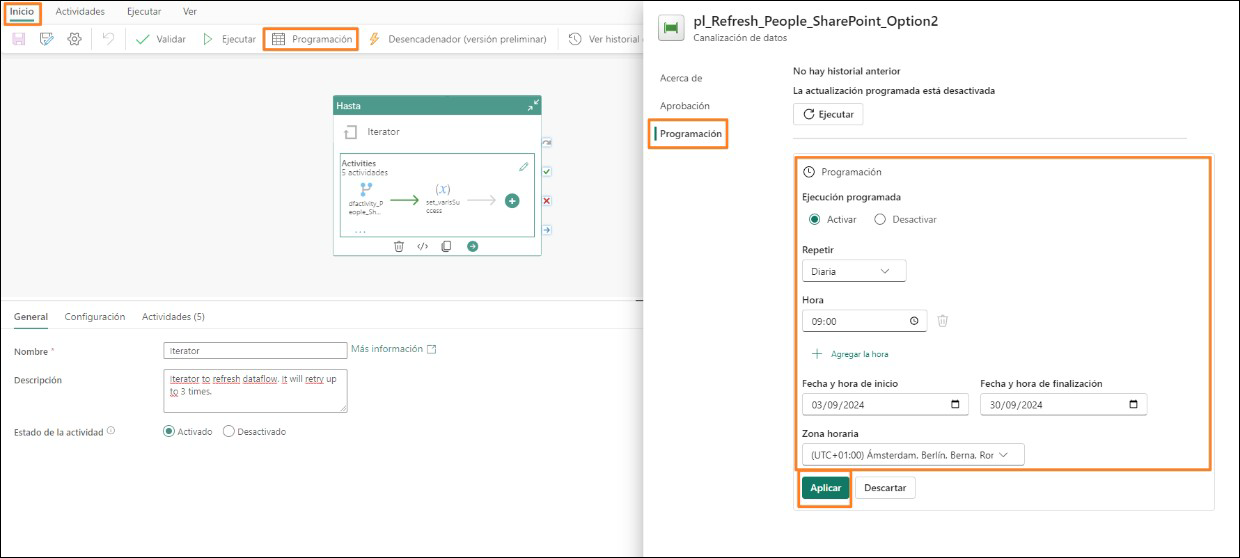 Inicio Actividades Ejecutar Ver
Validar Ejecutar Programación Desencadenador (versión preliminar) Ver historial
Hasta
Iterator
Activities
5 actividades
dfactivity_P
eople_Sh...
(x)
set_varisSu
ccess
...
General Configuración Actividades (5)
Nombre *
Iterator
Más información
Descripción
Iterator to refresh dataflow. It will retry up
to 3 times.
Estado de la actividad
Activado Desactivado
pl_Refresh_People_SharePoint_Option2
Canalización de datos
Acerca de
Aprobación
Programación
No hay historial anterior
La actualización programada está desactivada
Ejecutar
Programación
Ejecución programada
Activar Desactivar
Repetir
Diaria
Hora
09:00
Agregar la hora
Fecha y hora de inicio Fecha y hora de finalización
03/09/2024 30/09/2024
Zona horaria
(UTC+01:00) Ámsterdam, Berlín, Berna, Ror
Aplicar Descartar